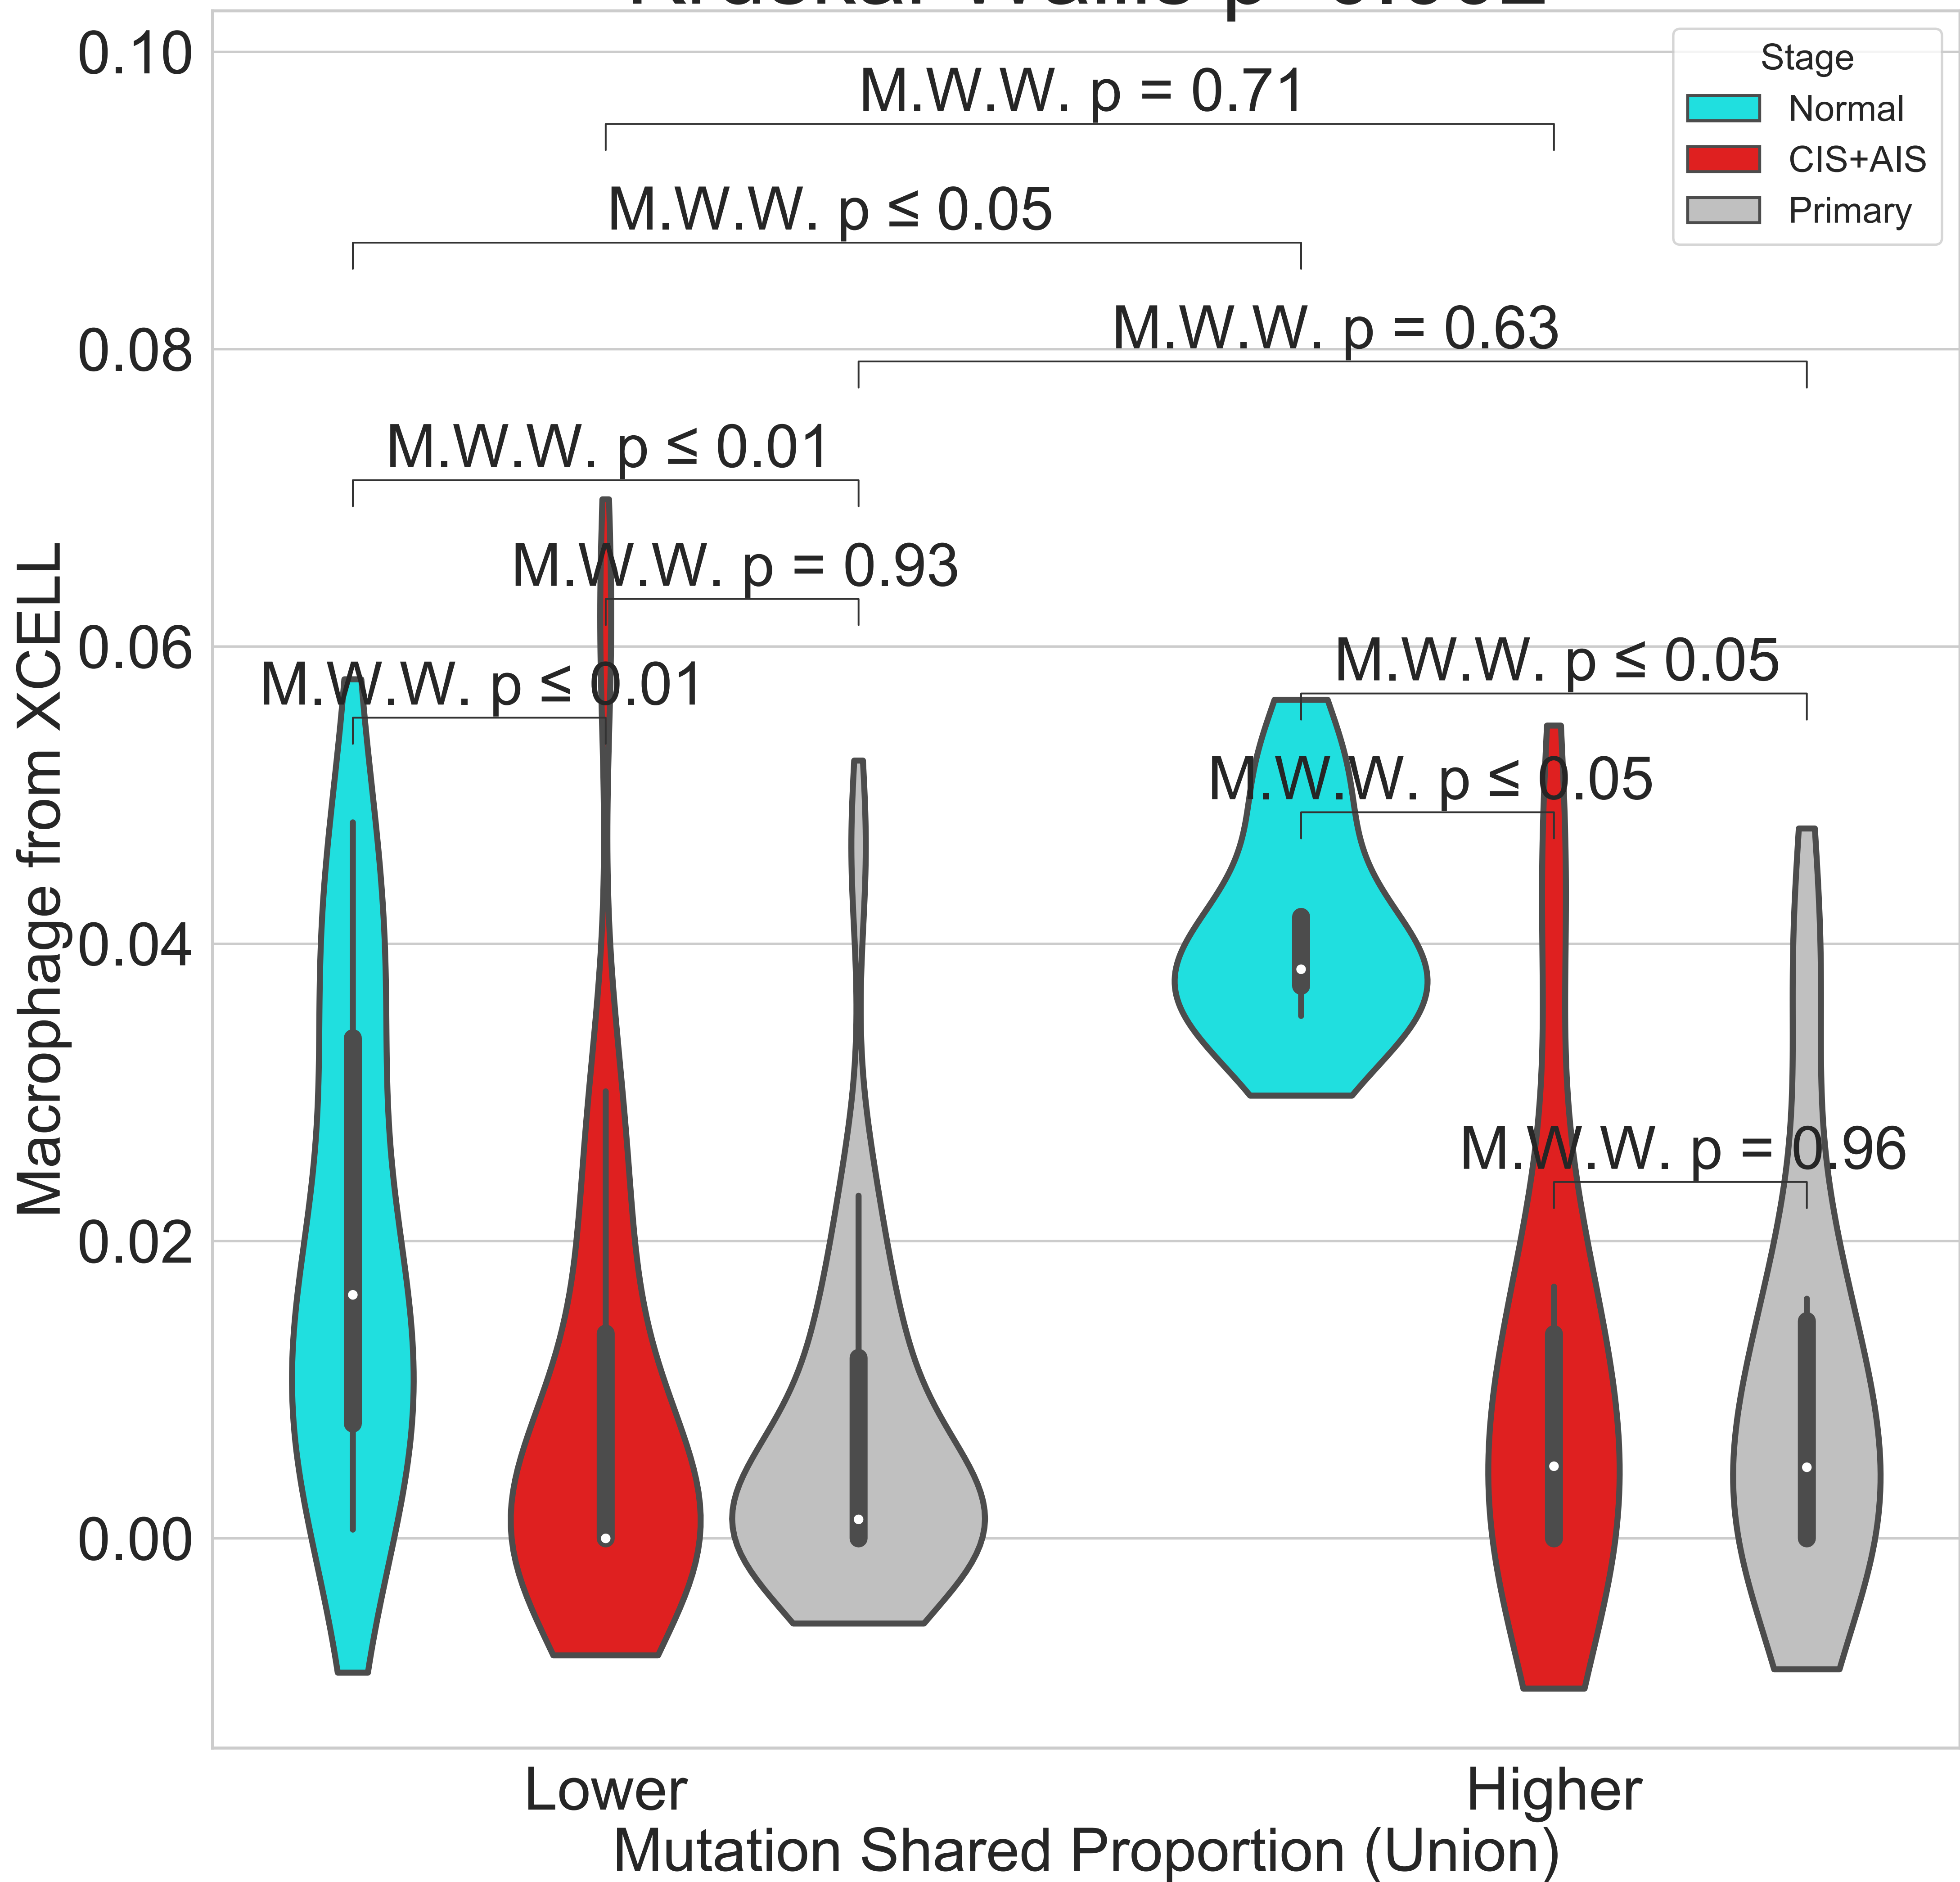 0.10
0.08
0.06
0.04
0.02
0.00
Macrophage from XCELL
Stage
Normal
CIS+AIS
Primary
M.W.W. p = 0.71
M.W.W. p ≤ 0.05
M.W.W. p = 0.63
M.W.W. p ≤ 0.01
M.W.W. p = 0.93
M.W.W. p ≤ 0.01
M.W.W. p ≤ 0.05
M.W.W. p ≤ 0.05
M.W.W. p = 0.96
Lower
Higher
Mutation Shared Proportion (Union)